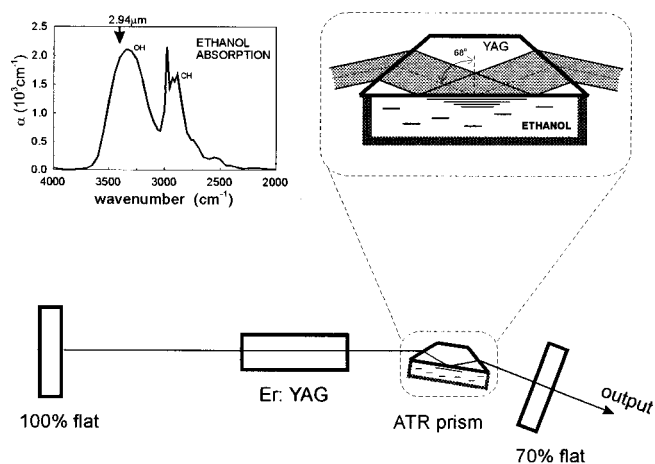 2.94μm
2.5
2.0
1.5
1.0
0.5
0.0
α (10³cm⁻¹)
OH
ETHANOL
ABSORPTION
CH
4000 3500 3000 2500 2000
wavenumber (cm⁻¹)
68°
YAG
ETHANOL
100% flat
Er: YAG
ATR prism
70% flat
output